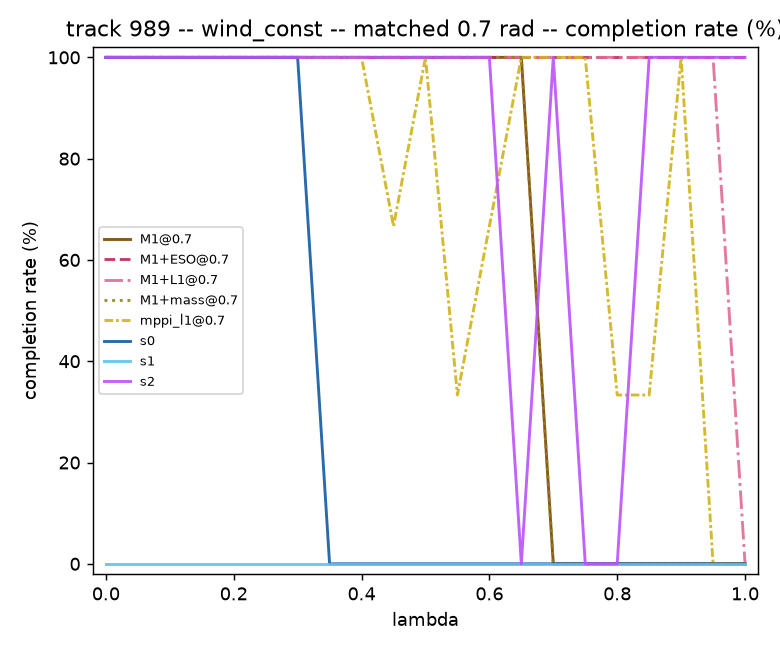 track 989 -- wind_const -- matched 0.7 rad -- completion rate (%)
100
80
60
40
20
0
completion rate (%)
M1@0.7
M1+ESO@0.7
M1+L1@0.7
M1+mass@0.7
mppi_l1@0.7
s0
s1
s2
0.0
0.2
0.4
0.6
0.8
1.0
lambda